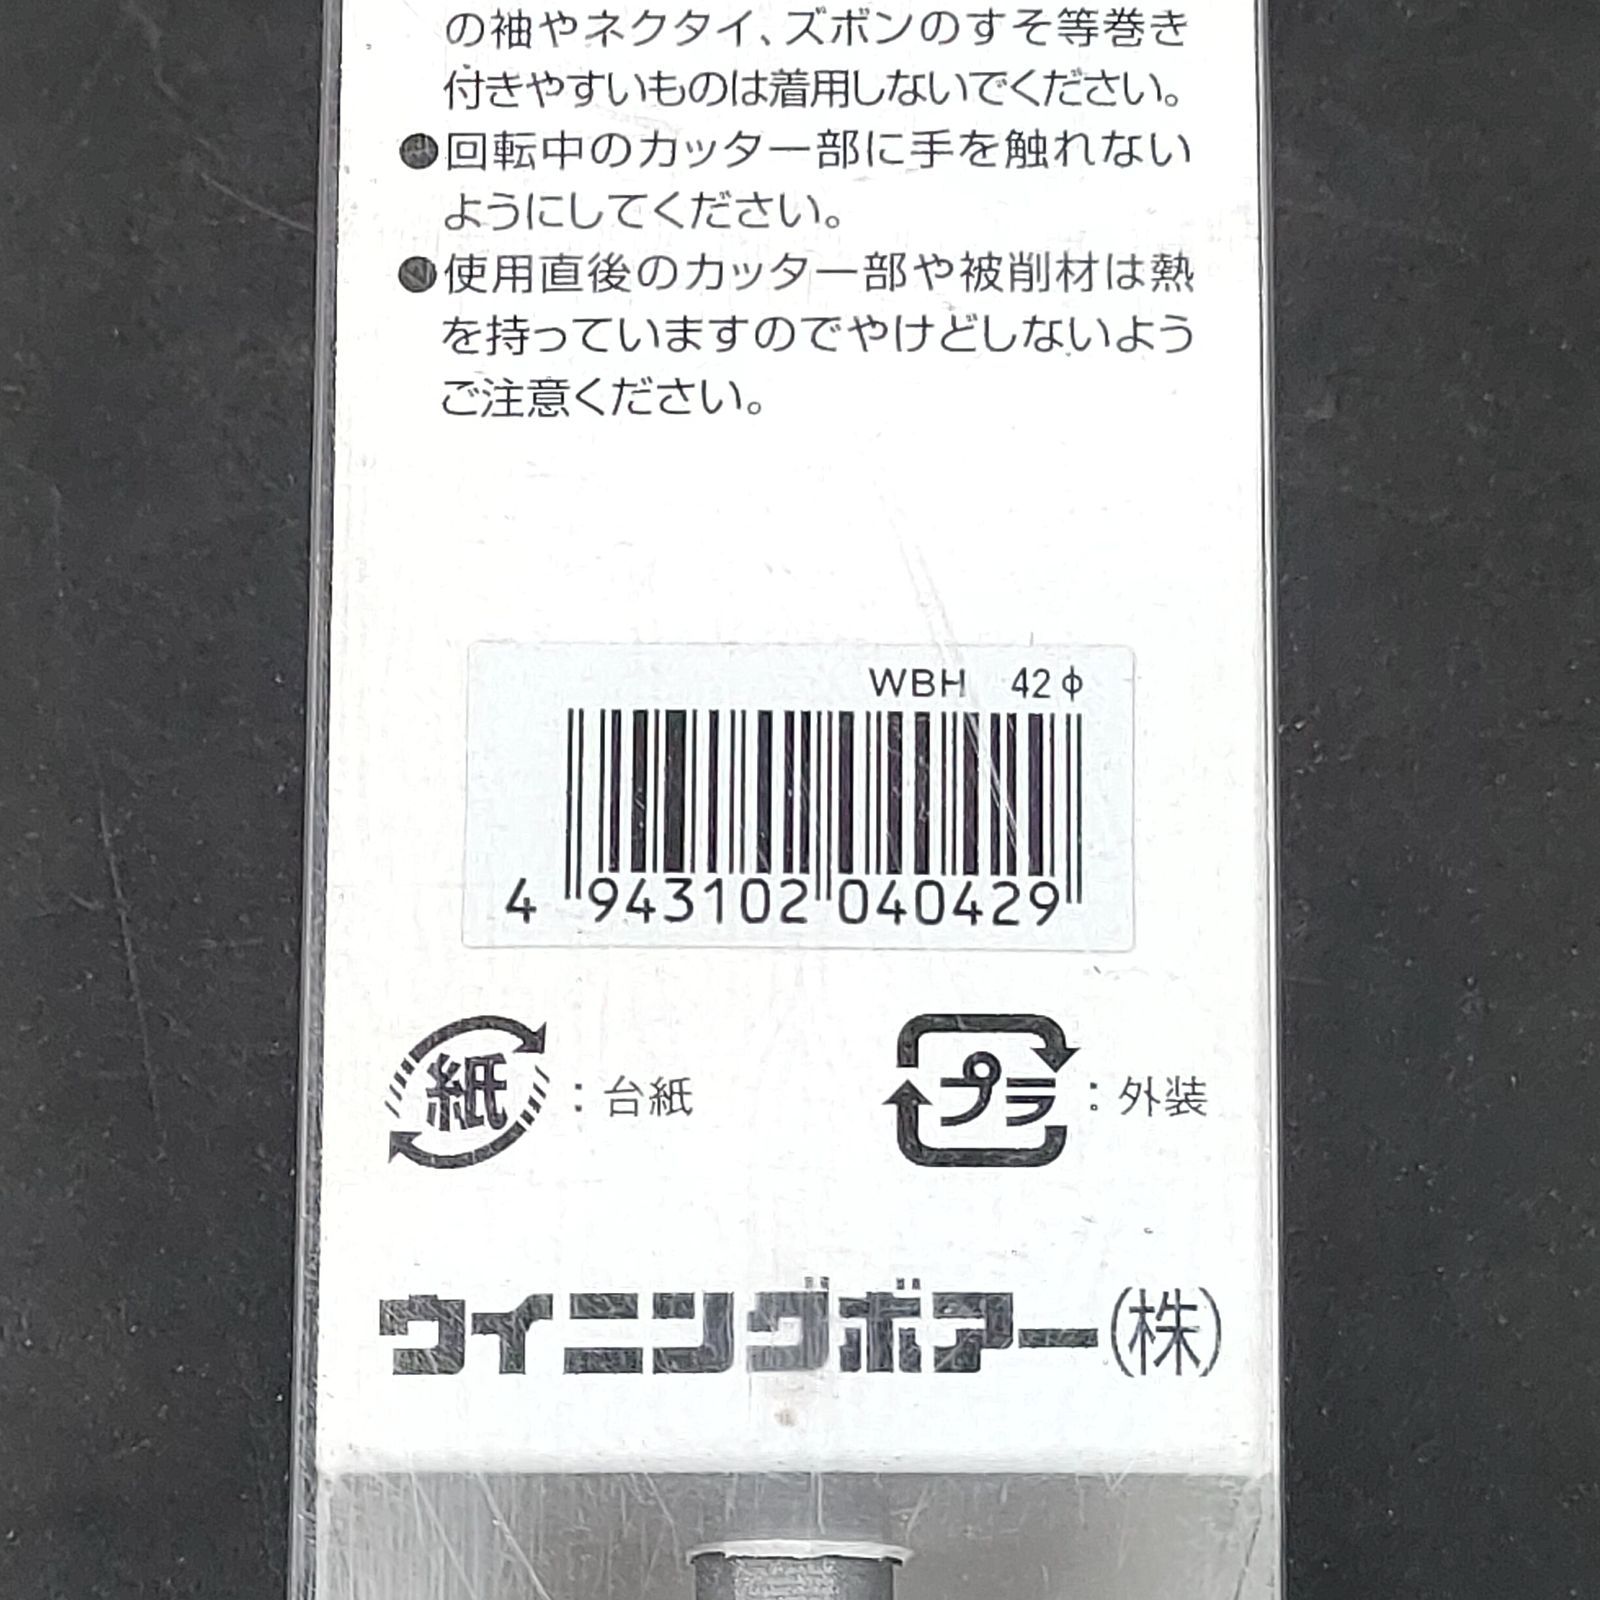 の袖やネクタイ、ズボンのすそ等巻き
付きやすいものは着用しないでください。
●回転中のカッター部に手を触れない
ようにしてください。
●使用直後のカッター部や被削材は熱
を持っていますのでやけどしないよう
ご注意ください。
WBH 42φ
4 943102 040429
紙：台紙
プラ：外装
ウイニングボアー(株)